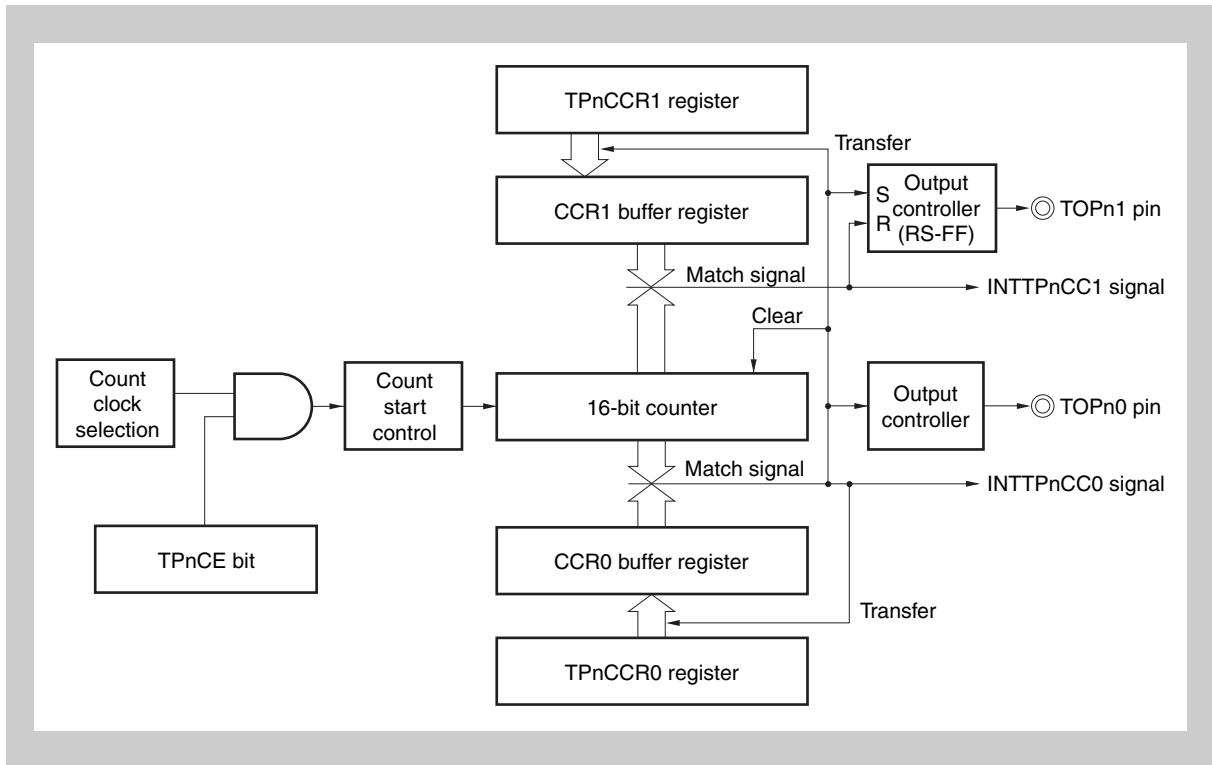 TPnCCR1 register
Transfer
CCR1 buffer register
S
R
Output
controller
(RS-FF)
TOPn1 pin
Match signal
INTTPnCC1 signal
Clear
Count
clock
selection
Count
start
control
16-bit counter
Output
controller
TOPn0 pin
Match signal
INTTPnCC0 signal
TPnCE bit
CCR0 buffer register
Transfer
TPnCCR0 register